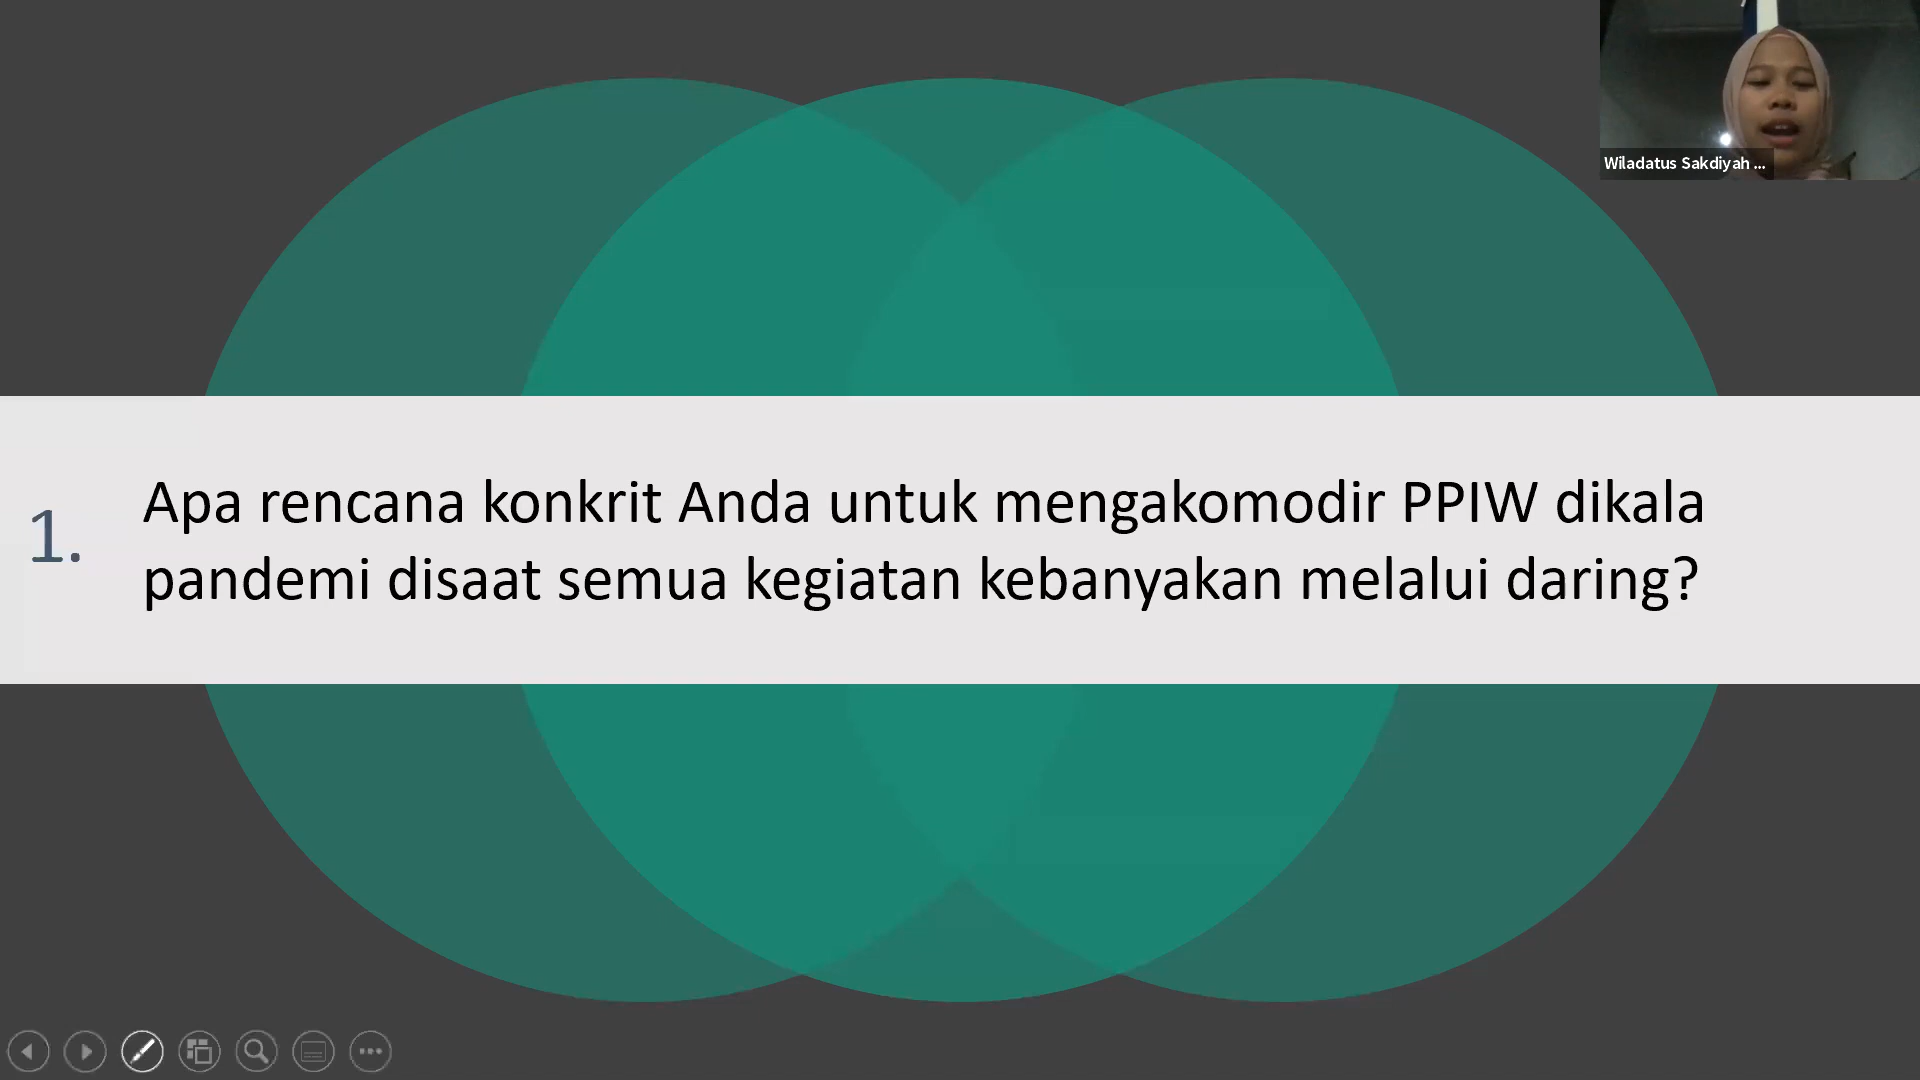 Wiladatus Sakdiyah ...
1.
Apa rencana konkrit Anda untuk mengakomodir PPIW dikala
pandemi disaat semua kegiatan kebanyakan melalui daring?